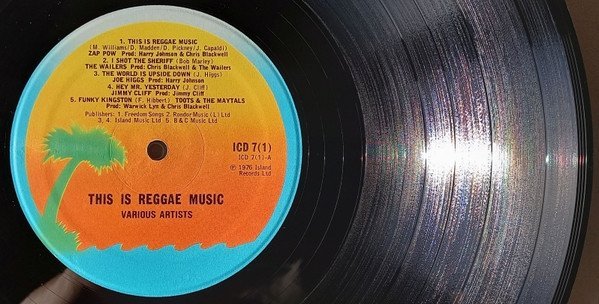 1. THIS IS REGGAE MUSIC
(M. Williams/D. Madden/D. Pickney/J. Capaldi)
ZAP POW Prod: Harry Johnson & Chris Blackwell
2. I SHOT THE SHERIFF (Bob Marley)
THE WAILERS Prod: Chris Blackwell & The Wailers
3. THE WORLD IS UPSIDE DOWN (J. Higgs)
JOE HIGGS Prod: Harry Johnson
4. HEY MR. YESTERDAY (J. Cliff)
JIMMY CLIFF Prod: Jimmy Cliff
5. FUNKY KINGSTON (F. Hibbert) TOOTS & THE MAYTALS
Prod: Warwick Lyn & Chris Blackwell
Publishers: 1. Freedom Songs 2. Rondor Music (L) Ltd
3, 4. Island Music Ltd 5. B & C Music Ltd
ICD 7(1)
ICD 7(1)-A
℗ 1976 Island
Records Ltd
THIS IS REGGAE MUSIC
VARIOUS ARTISTS